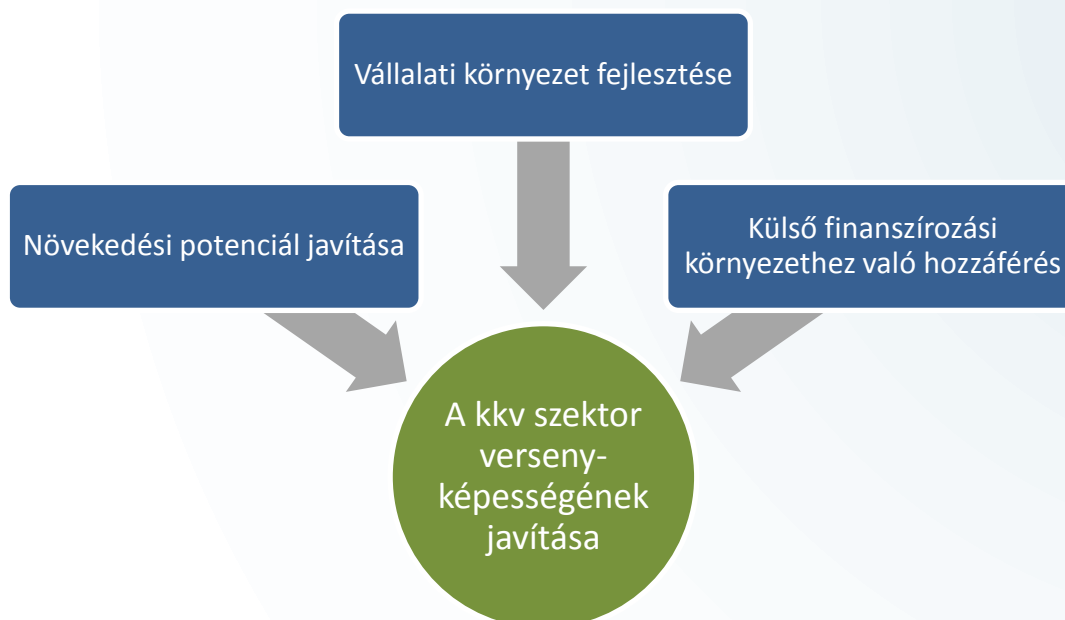 Vállalati környezet fejlesztése
Növekedési potenciál javítása
Külső finanszírozási
környezethez való hozzáférés
A kkv szektor
verseny-
képességének
javítása